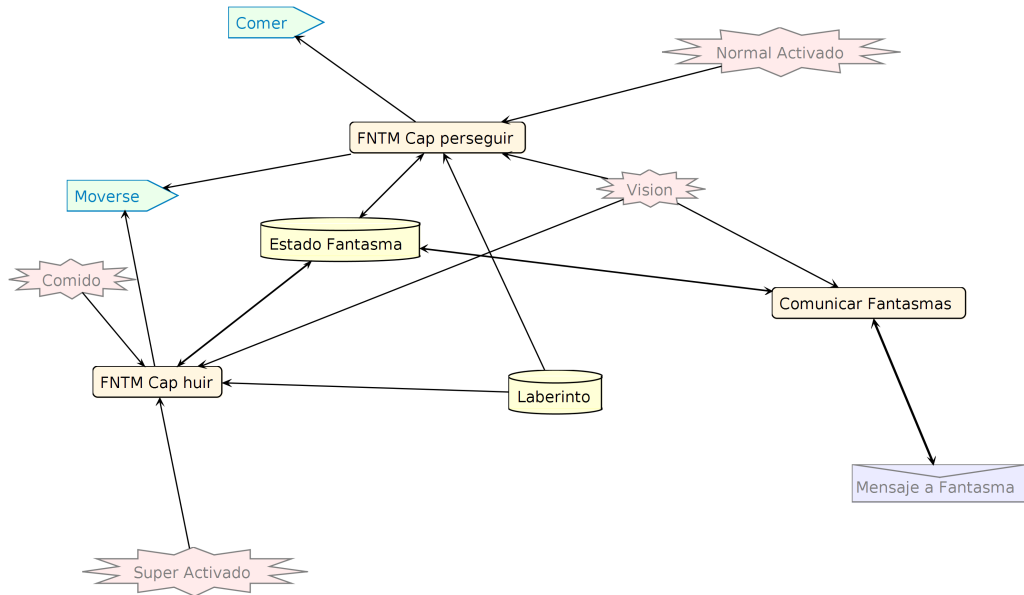 Comer
Normal Activado
FNTM Cap perseguir
Vision
Moverse
Estado Fantasma
Comido
Comunicar Fantasmas
FNTM Cap huir
Laberinto
Mensaje a Fantasma
Super Activado